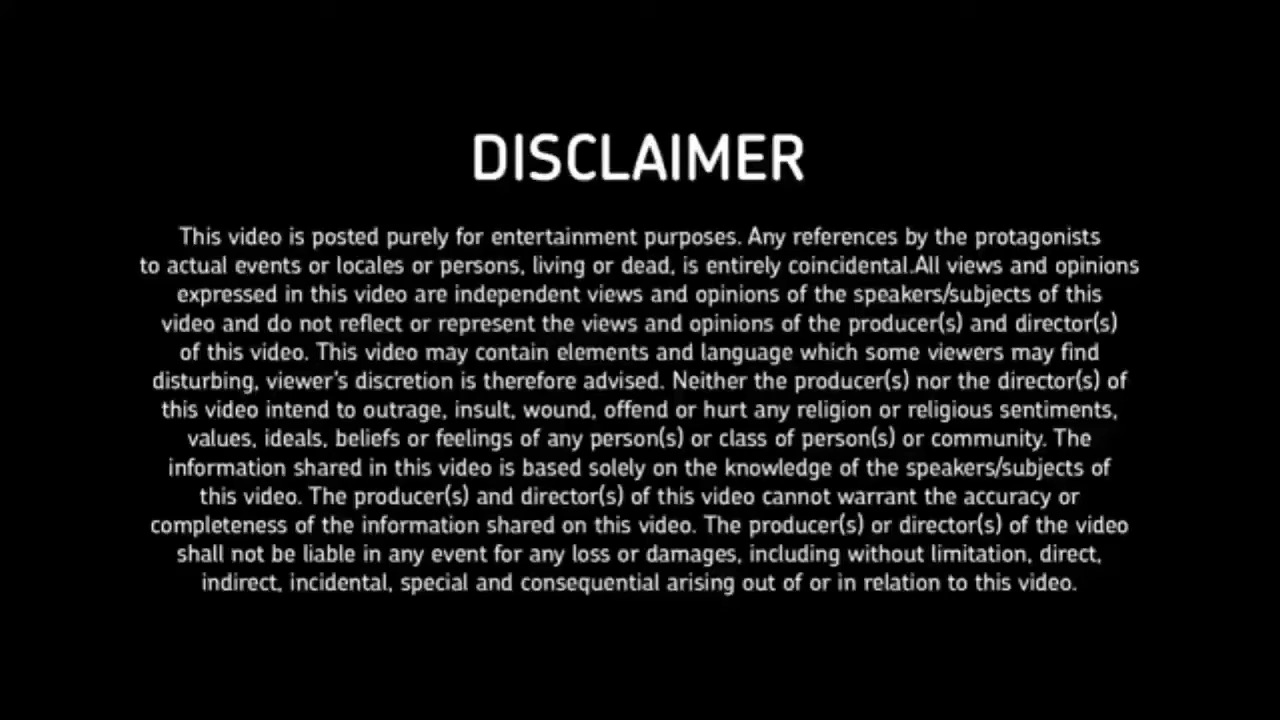 DISCLAIMER
This video is posted purely for entertainment purposes. Any references by the protagonists
to actual events or locales or persons, living or dead, is entirely coincidental.All views and opinions
expressed in this video are independent views and opinions of the speakers/subjects of this
video and do not reflect or represent the views and opinions of the producer(s) and director(s)
of this video. This video may contain elements and language which some viewers may find
disturbing, viewer's discretion is therefore advised. Neither the producer(s) nor the director(s) of
this video intend to outrage, insult, wound, offend or hurt any religion or religious sentiments,
values, ideals, beliefs or feelings of any person(s) or class of person(s) or community. The
information shared in this video is based solely on the knowledge of the speakers/subjects of
this video. The producer(s) and director(s) of this video cannot warrant the accuracy or
completeness of the information shared on this video. The producer(s) or director(s) of the video
shall not be liable in any event for any loss or damages, including without limitation, direct,
indirect, incidental, special and consequential arising out of or in relation to this video.